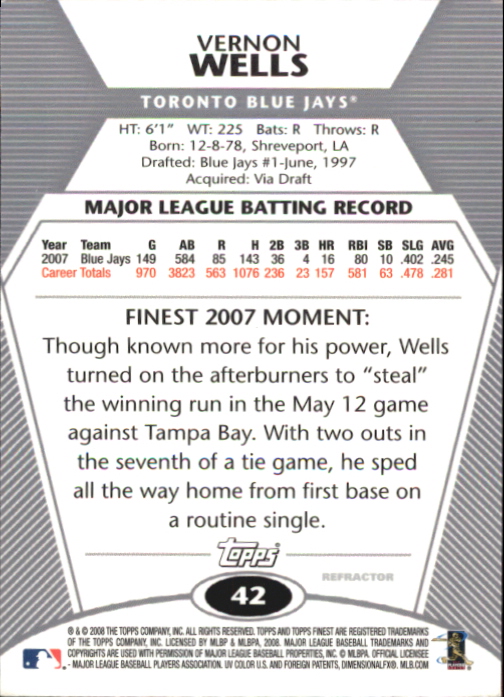 VERNON
WELLS
TORONTO BLUE JAYS®
HT: 6'1" WT: 225 Bats: R Throws: R
Born: 12-8-78, Shreveport, LA
Drafted: Blue Jays #1-June, 1997
Acquired: Via Draft
MAJOR LEAGUE BATTING RECORD
Year Team G AB R H 2B 3B HR RBI SB SLG AVG
2007 Blue Jays 149 584 85 143 36 4 16 80 10 .402 .245
Career Totals 970 3823 563 1076 236 23 157 581 63 .478 .281
FINEST 2007 MOMENT:
Though known more for his power, Wells
turned on the afterburners to “steal”
the winning run in the May 12 game
against Tampa Bay. With two outs in
the seventh of a tie game, he sped
all the way home from first base on
a routine single.
Topps
REFRACTOR
42
® & © 2008 THE TOPPS COMPANY, INC. ALL RIGHTS RESERVED. TOPPS AND TOPPS FINEST ARE REGISTERED TRADEMARKS
OF THE TOPPS COMPANY, INC. LICENSED BY MLBP & MLBPA, 2008. MAJOR LEAGUE BASEBALL TRADEMARKS AND
COPYRIGHTS ARE USED WITH PERMISSION OF MAJOR LEAGUE BASEBALL PROPERTIES, INC. © MLBPA, OFFICIAL LICENSEE
- MAJOR LEAGUE BASEBALL PLAYERS ASSOCIATION. UV COLOR U.S. AND FOREIGN PATENTS, DIMENSIONALFX®. MLB.COM